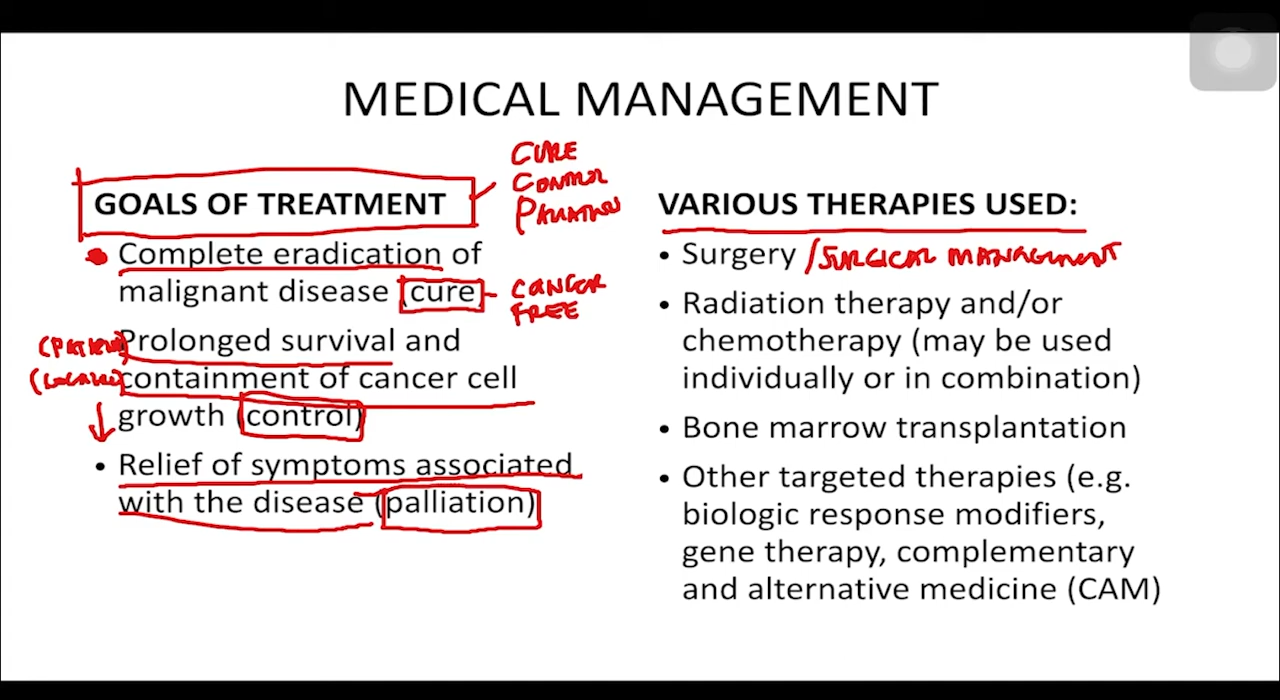 MEDICAL MANAGEMENT
GOALS OF TREATMENT
CURE
CONTROL
PALLIATION
• Complete eradication of
malignant disease (cure)
CANCER
FREE
Prolonged survival and
containment of cancer cell
growth (control)
• Relief of symptoms associated
with the disease (palliation)
VARIOUS THERAPIES USED:
• Surgery /SURGICAL MANAGEMENT
• Radiation therapy and/or
chemotherapy (may be used
individually or in combination)
• Bone marrow transplantation
• Other targeted therapies (e.g.
biologic response modifiers,
gene therapy, complementary
and alternative medicine (CAM)